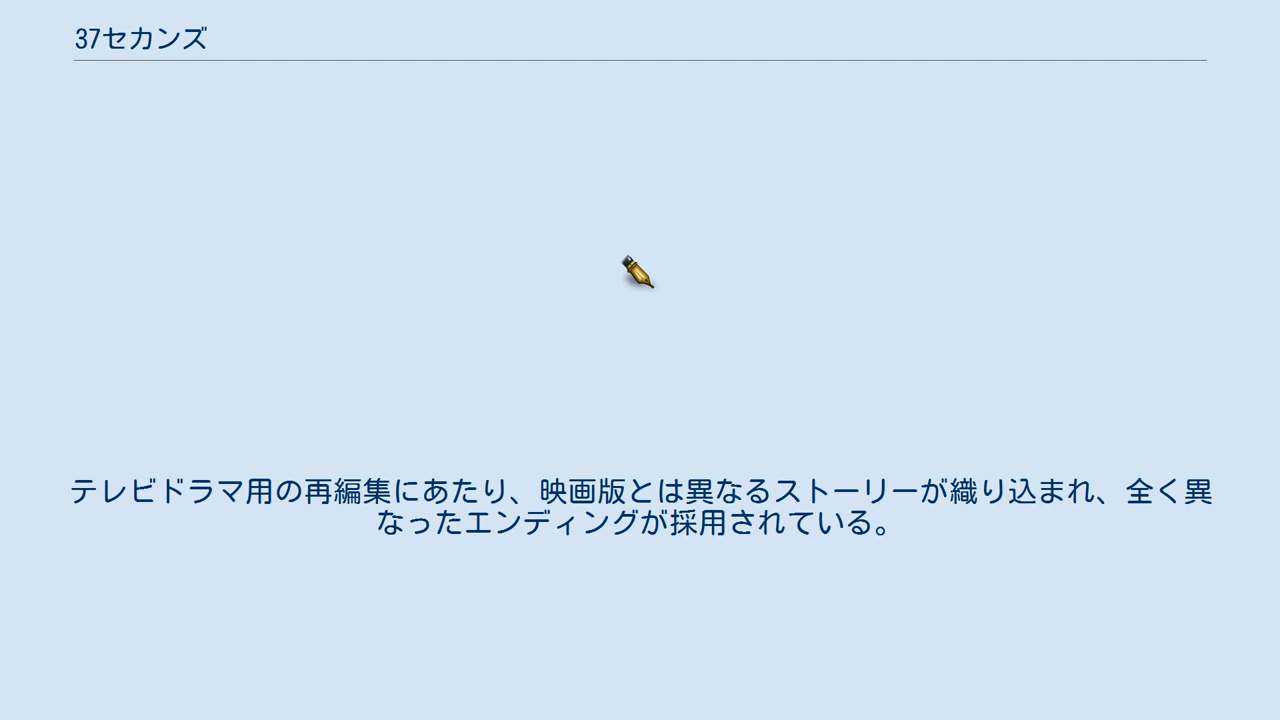 37セカンズ
テレビドラマ用の再編集にあたり、映画版とは異なるストーリーが織り込まれ、全く異
なったエンディングが採用されている。